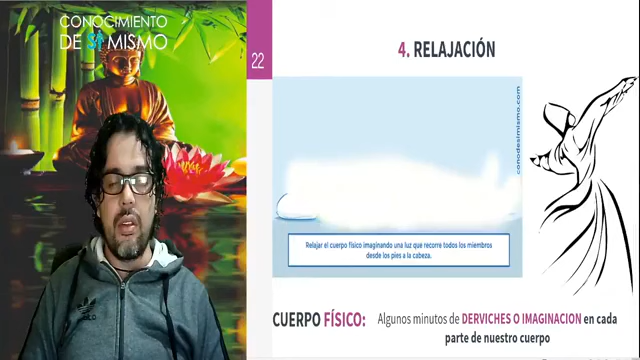 CONOCIMIENTO
DE SÍ MISMO
22
4. RELAJACIÓN
conodesimismo.com
Relajar el cuerpo físico imaginando una luz que recorre todos los miembros
desde los pies a la cabeza.
CUERPO FÍSICO: Algunos minutos de DERVICHES O IMAGINACION en cada
parte de nuestro cuerpo
adidas